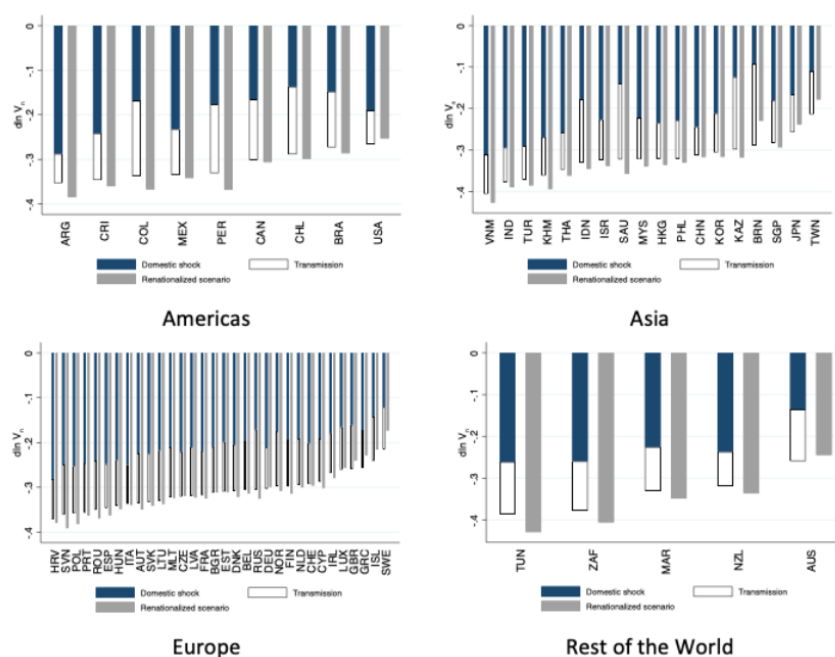 0
-.1
-.2
-.3
-.4
dln Vn
ARG CRI COL MEX PER CAN CHL BRA USA
Domestic shock Transmission
Renationalized scenario
Americas
0
-.1
-.2
-.3
-.4
dln Vn
VNM IND TUR KHM THA IDN ISR SAU MYS HKG PHL CHN KOR KAZ BRN SGP JPN TWN
Domestic shock Transmission
Renationalized scenario
Asia
0
-.1
-.2
-.3
-.4
dln Vn
HRV SVN POL PRT ROU ESP HUN ITA AUT SVK LTU MLT CZE LVA FRA BGR EST DNK BEL RUS DEU NOR FIN NLD CHE CYP IRL LUX GBR GRC ISL SWE
Domestic shock Transmission
Renationalized scenario
Europe
0
-.1
-.2
-.3
-.4
dln Vn
TUN ZAF MAR NZL AUS
Domestic shock Transmission
Renationalized scenario
Rest of the World